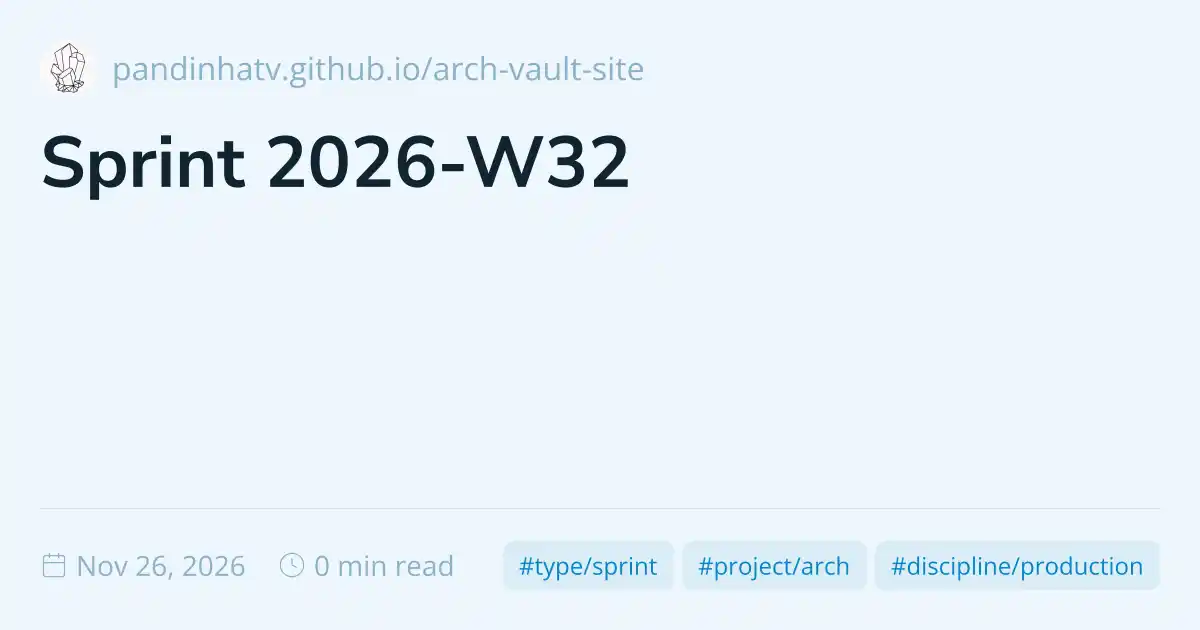 pandinhatv.github.io/arch-vault-site
Sprint 2026-W32
Nov 26, 2026 0 min read #type/sprint #project/arch #discipline/production